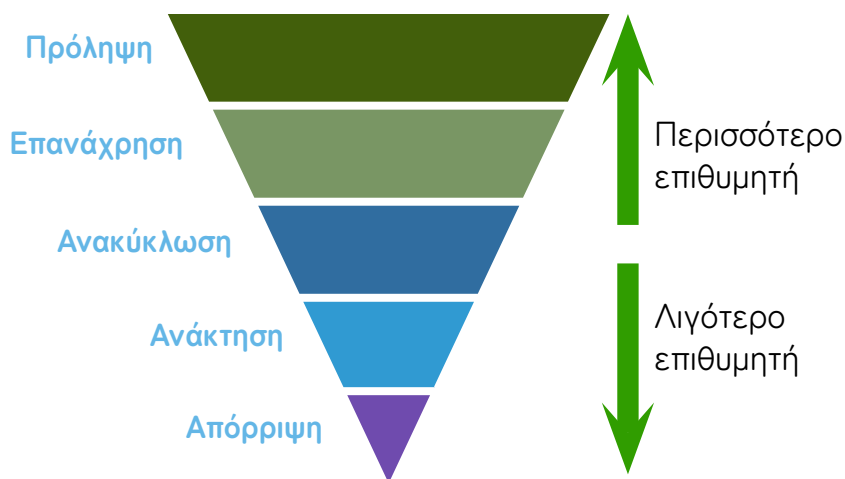 Πρόληψη
Επανάχρηση
Ανακύκλωση
Ανάκτηση
Απόρριψη
Περισσότερο
επιθυμητή
Λιγότερο
επιθυμητή